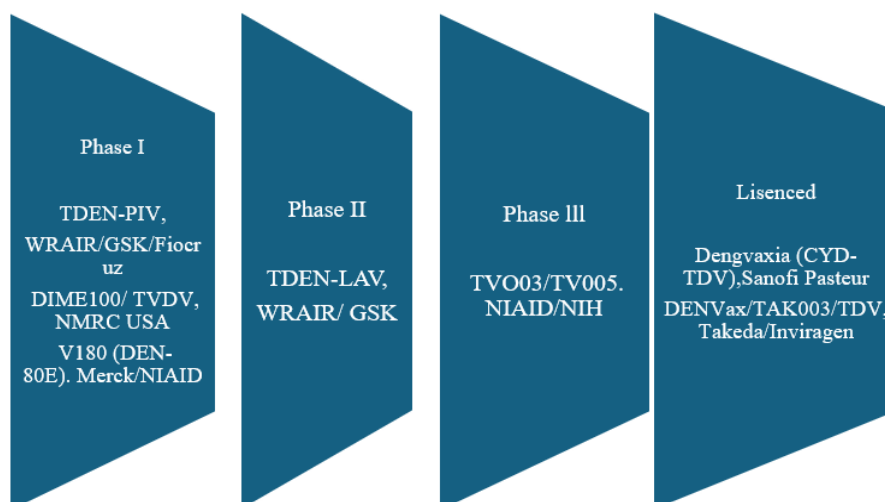 Phase I
TDEN-PIV,
WRAIR/GSK/Fiocr
uz
DIME100/ TVDV,
NMRC USA
V180 (DEN-
80E). Merck/NIAID
Phase II
TDEN-LAV,
WRAIR/ GSK
Phase lll
TVO03/TV005.
NIAID/NIH
Lisenced
Dengvaxia (CYD-
TDV),Sanofi Pasteur
DENVax/TAK003/TDV,
Takeda/Inviragen